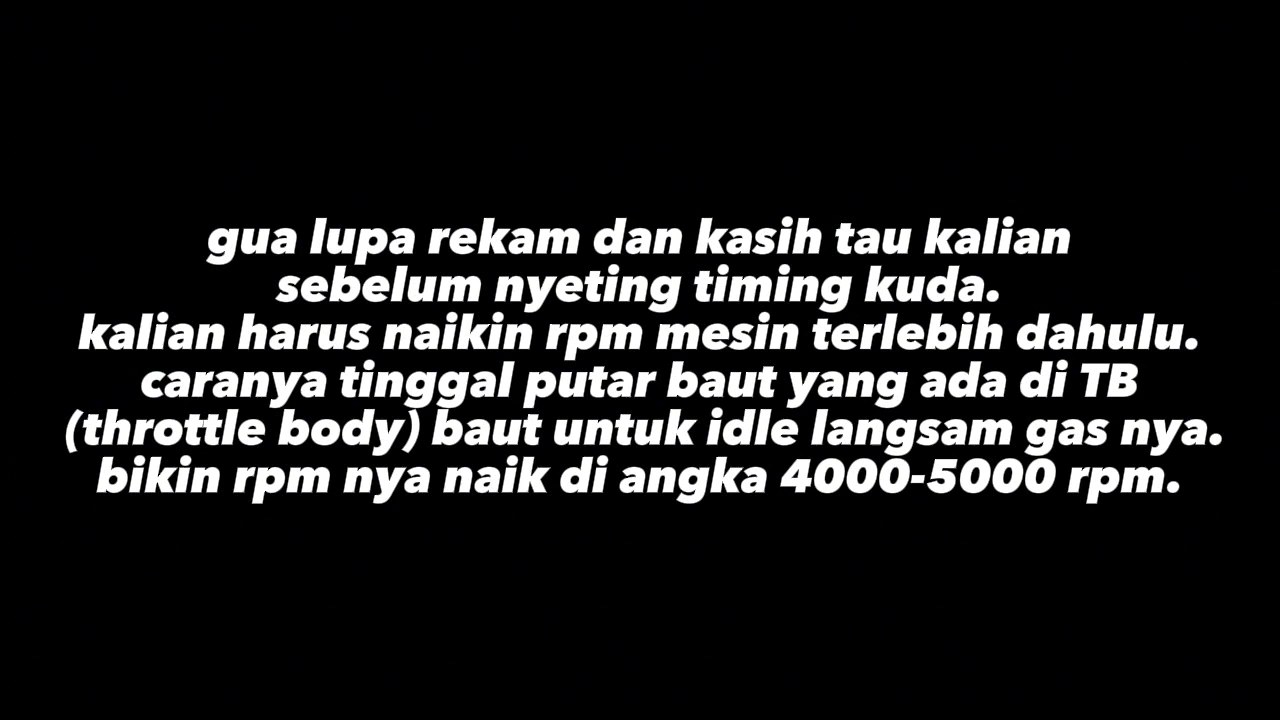 gua lupa rekam dan kasih tau kalian
sebelum nyeting timing kuda.
kalian harus naikin rpm mesin terlebih dahulu.
caranya tinggal putar baut yang ada di TB
(throttle body) baut untuk idle langsam gas nya.
bikin rpm nya naik di angka 4000-5000 rpm.